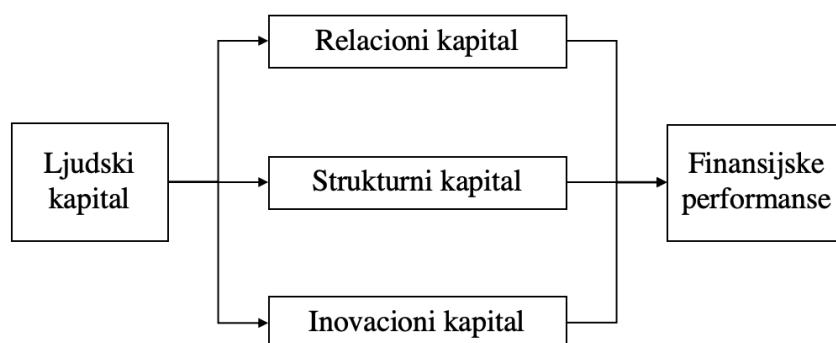 Relacioni kapital
Ljudski
kapital
Strukturni kapital
Finansijske
performanse
Inovacioni kapital